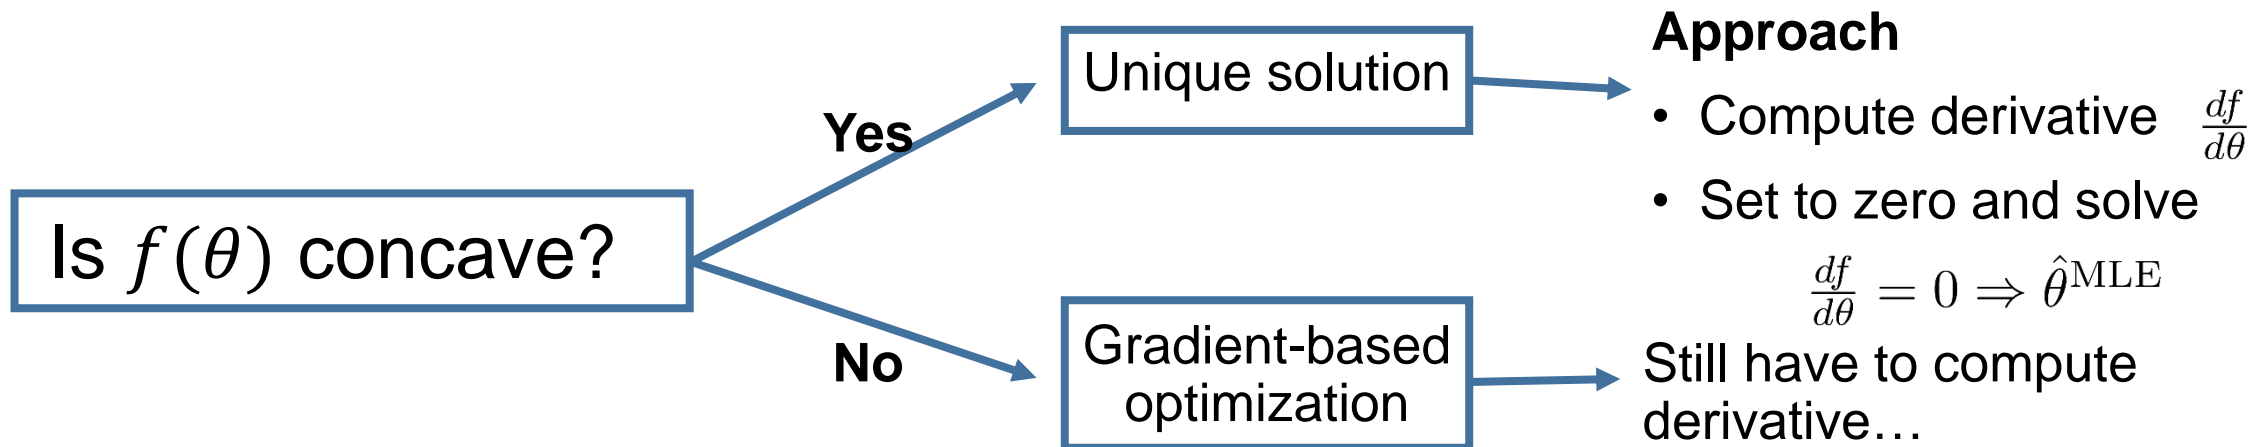 Is f(θ) concave?
Yes
No
Unique solution
Gradient-based
optimization
Approach
• Compute derivative df/dθ
• Set to zero and solve
df/dθ = 0 ⇒ θ̂^MLE
Still have to compute
derivative…